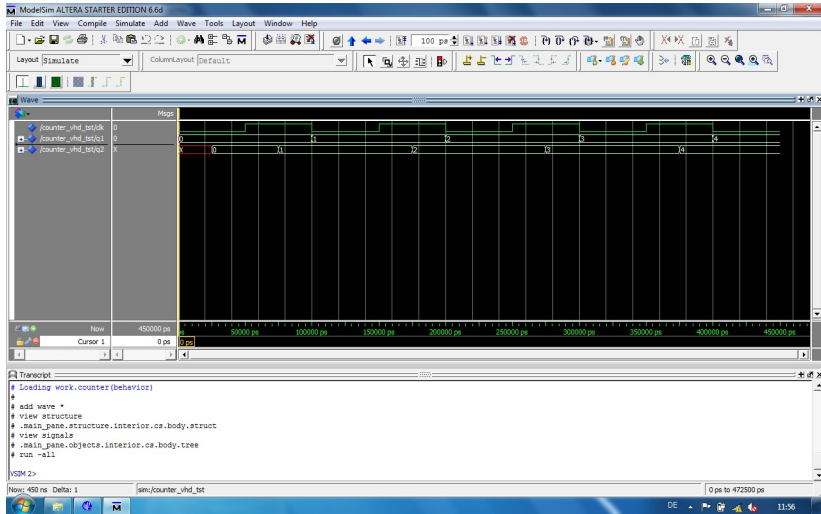 ModelSim ALTERA STARTER EDITION 6.6d
File Edit View Compile Simulate Add Wave Tools Layout Window Help
100 ps
Layout Simulate ColumnLayout Default
Wave
Msgs
/counter_vhd_tst/clk 0
/counter_vhd_tst/q1 0 0 1 2 3 4
/counter_vhd_tst/q2 X X 0 1 2 3 4
Now 450000 ps ps 50000 ps 100000 ps 150000 ps 200000 ps 250000 ps 300000 ps 350000 ps 400000 ps 450000 ps
Cursor 1 0 ps 0 ps
Transcript
# Loading work.counter(behavior)
#
# add wave *
# view structure
# .main_pane.structure.interior.cs.body.struct
# view signals
# .main_pane.objects.interior.cs.body.tree
# run -all
VSIM 2>
Now: 450 ns Delta: 1 sim:/counter_vhd_tst 0 ps to 472500 ps
DE 11:56